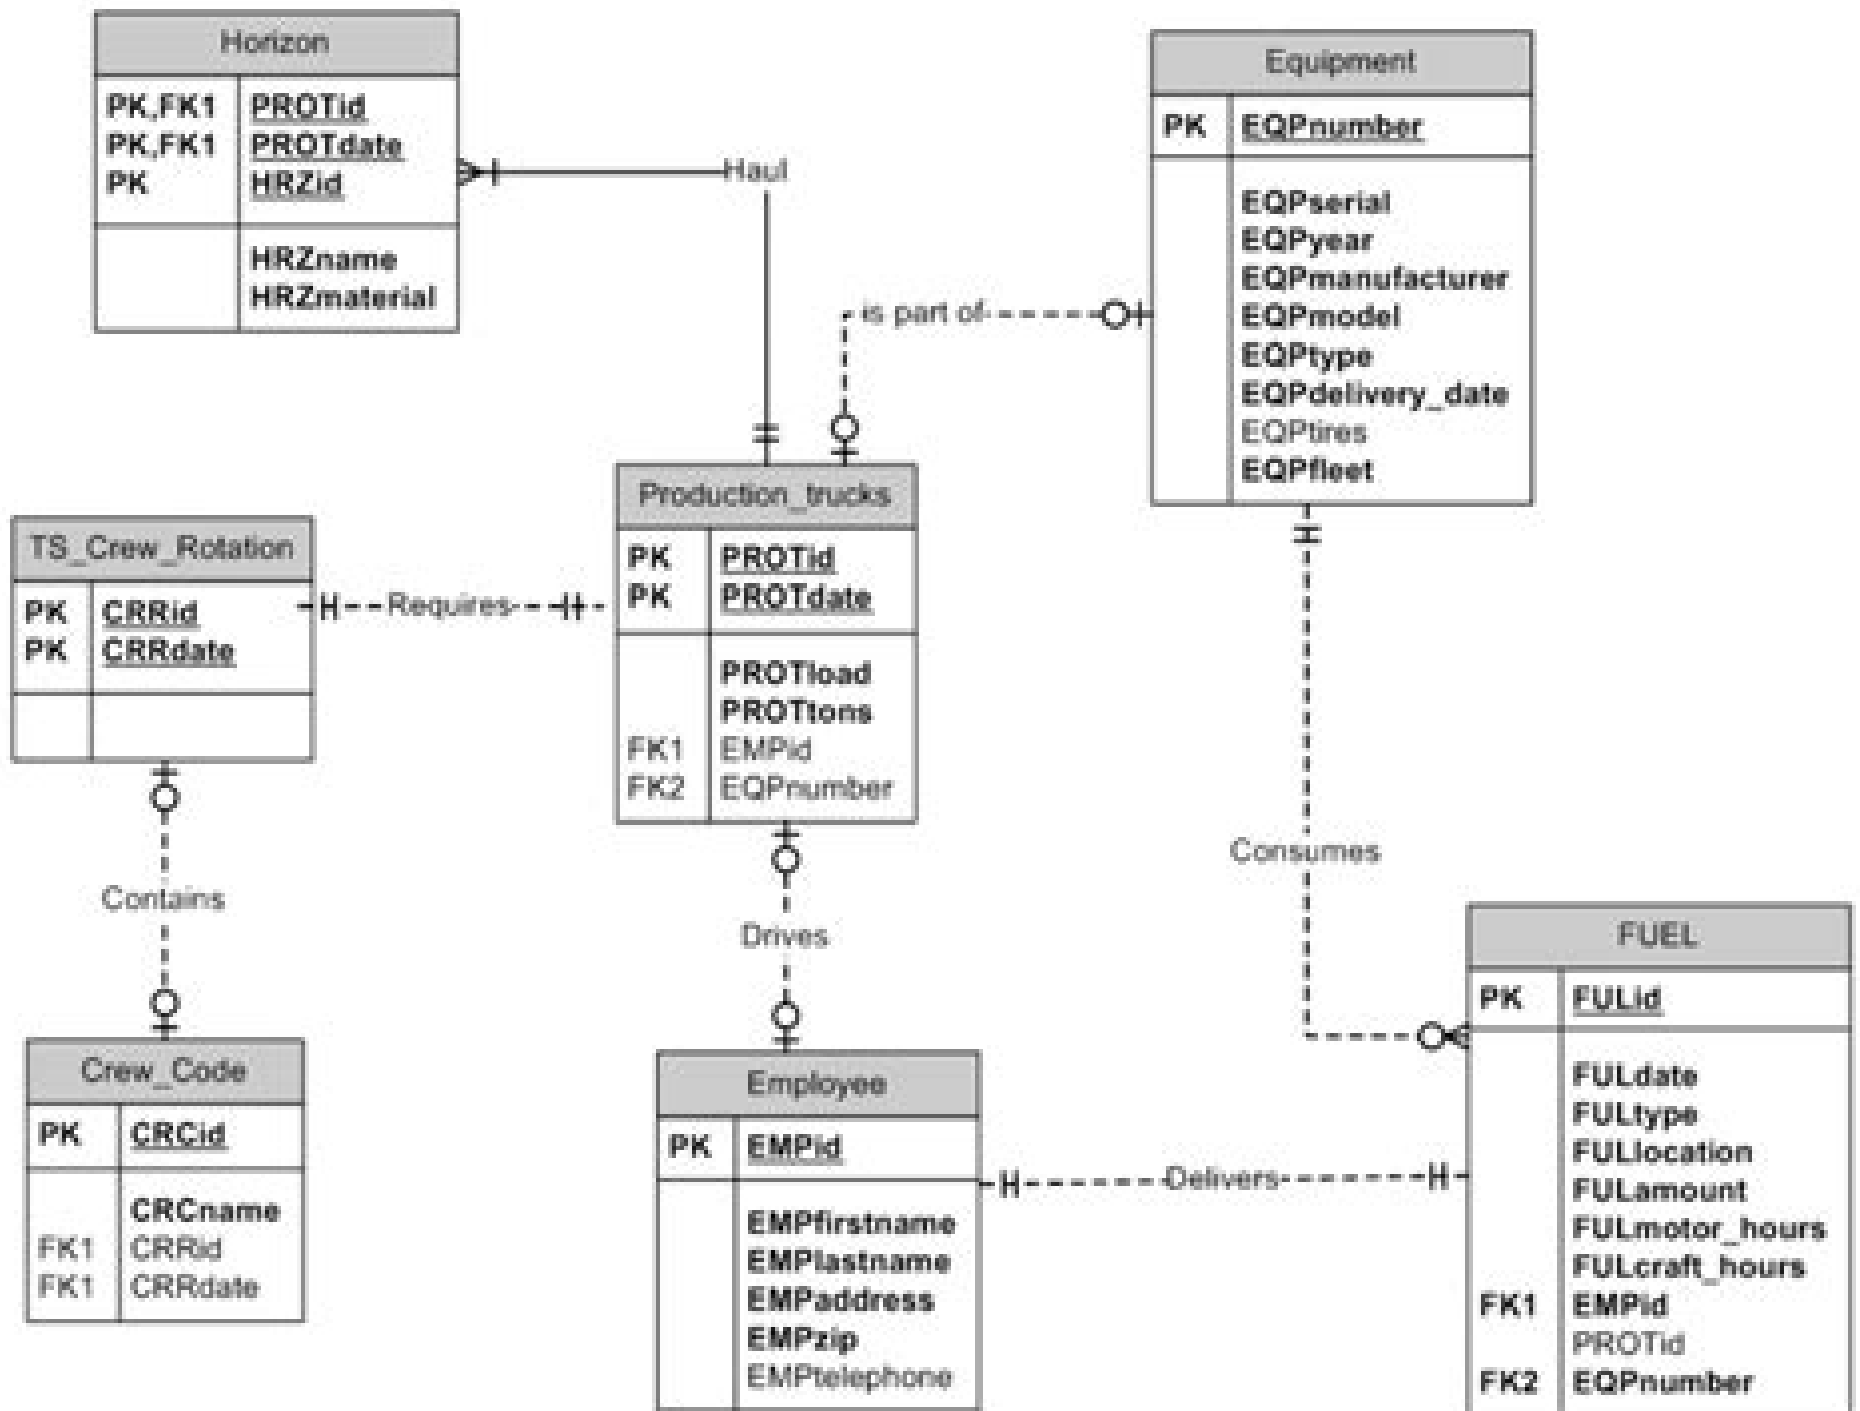 Horizon
PK,FK1 PROTid
PK,FK1 PROTdate
PK HRZid
HRZname
HRZmaterial
Haul
Equipment
PK EQPnumber
EQPserial
EQPyear
EQPmanufacturer
EQPmodel
EQPtype
EQPdelivery_date
EQPtires
EQPfleet
is part of
Production_trucks
PK PROTid
PK PROTdate
PROTload
PROTtons
FK1 EMPid
FK2 EQPnumber
TS_Crew_Rotation
PK CRRid
PK CRRdate
Requires
Contains
Drives
Consumes
Crew_Code
PK CRCid
CRCname
FK1 CRRid
FK1 CRRdate
Employee
PK EMPid
EMPfirstname
EMPlastname
EMPaddress
EMPzip
EMPtelephone
Delivers
FUEL
PK FULid
FULdate
FULtype
FULlocation
FULamount
FULmotor_hours
FULcraft_hours
FK1 EMPid
PROTid
FK2 EQPnumber